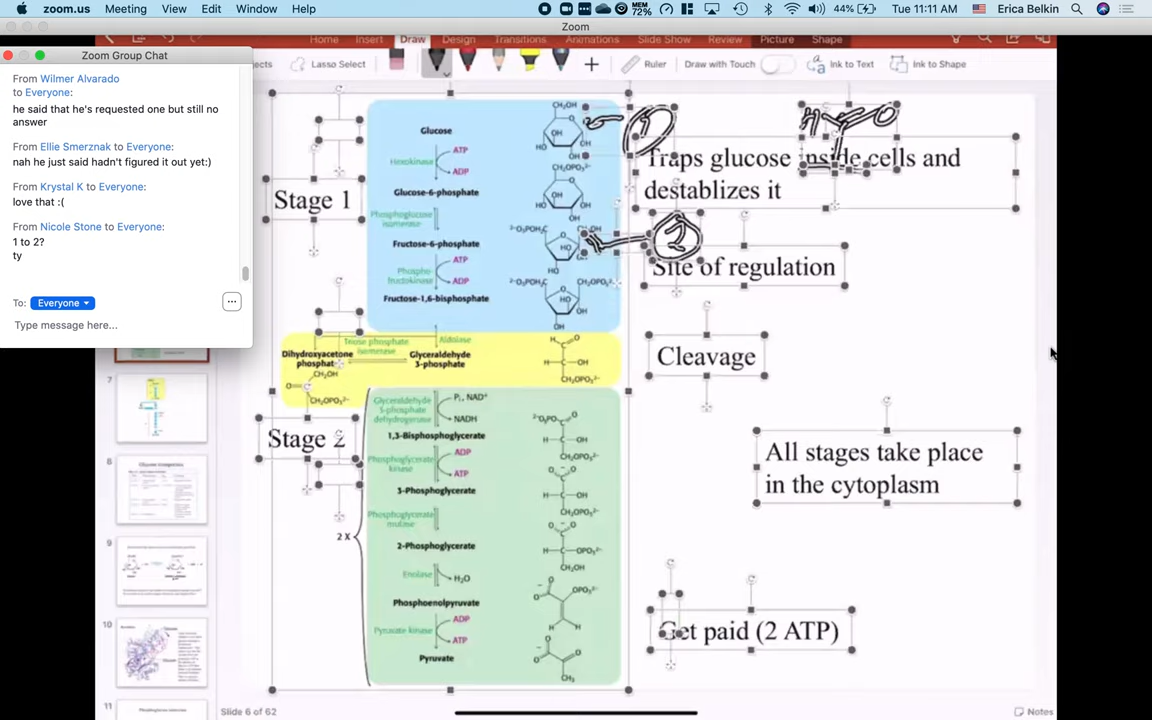 zoom.us Meeting View Edit Window Help
MEM
72%
44%
Tue 11:11 AM
Erica Belkin
Zoom
Zoom Group Chat
From Wilmer Alvarado
to Everyone:
he said that he's requested one but still no
answer
From Ellie Smerznak to Everyone:
nah he just said hadn't figured it out yet:)
From Krystal K to Everyone:
love that :(
From Nicole Stone to Everyone:
1 to 2?
ty
To: Everyone
Type message here...
Home Insert Draw Design Transitions Animations Slide Show Review View Picture Shape
Lasso Select
Ruler
Draw with Touch
Ink to Text
Ink to Shape
7
8
9
10
11
Stage 1
Stage 2
2 X
Glucose
Hexokinase
ATP
ADP
Glucose-6-phosphate
Phosphoglucose
isomerase
Fructose-6-phosphate
Phospho-
fructokinase
ATP
ADP
Fructose-1,6-bisphosphate
Aldolase
Triose phosphate
isomerase
Dihydroxyacetone
phosphate
Glyceraldehyde
3-phosphate
Glyceraldehyde
3-phosphate
dehydrogenase
Pi, NAD+
NADH
1,3-Bisphosphoglycerate
Phosphoglycerate
kinase
ADP
ATP
3-Phosphoglycerate
Phosphoglycerate
mutase
2-Phosphoglycerate
Enolase
H₂O
Phosphoenolpyruvate
Pyruvate kinase
ADP
ATP
Pyruvate
1
Traps glucose inside cells and
destablizes it
2
Site of regulation
Cleavage
All stages take place
in the cytoplasm
Get paid (2 ATP)
Slide 6 of 62
Notes